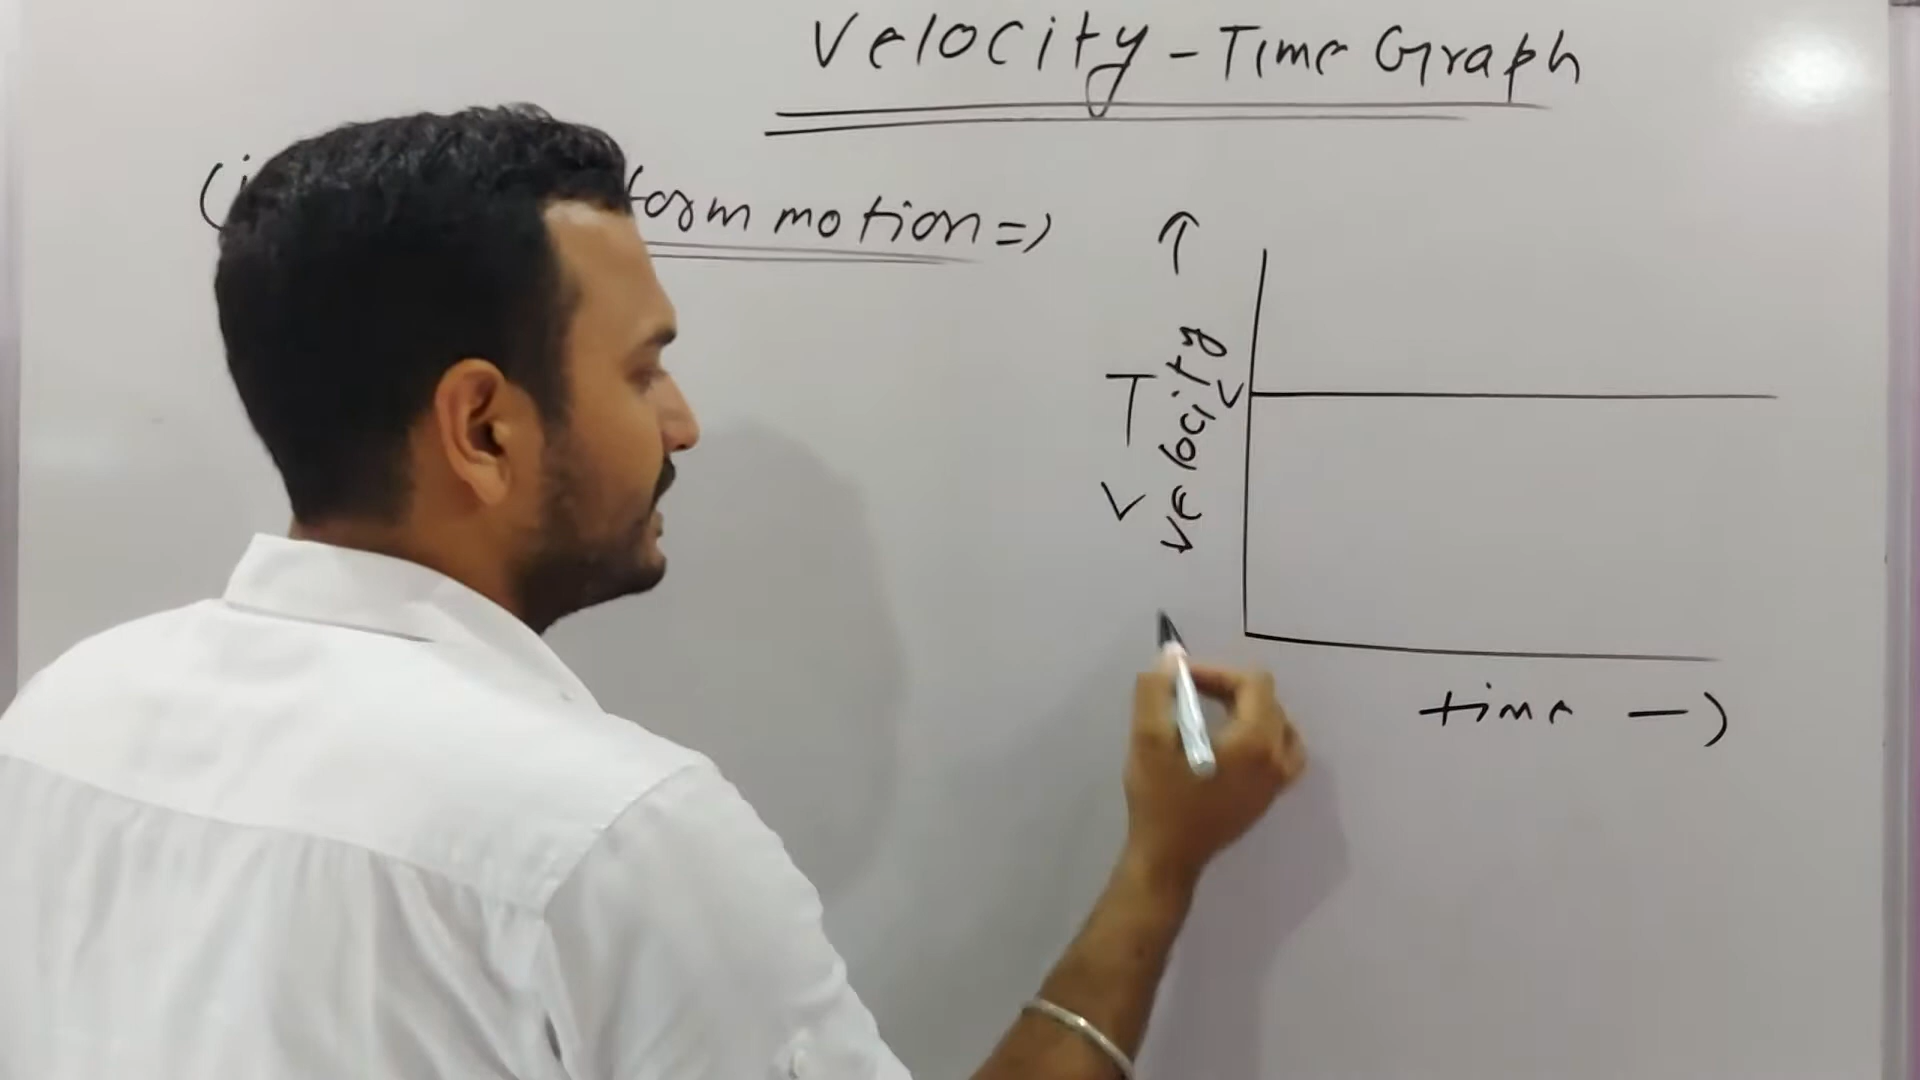 Velocity - Time Graph
(i form motion =>
↑
velocity
T V
V
time →